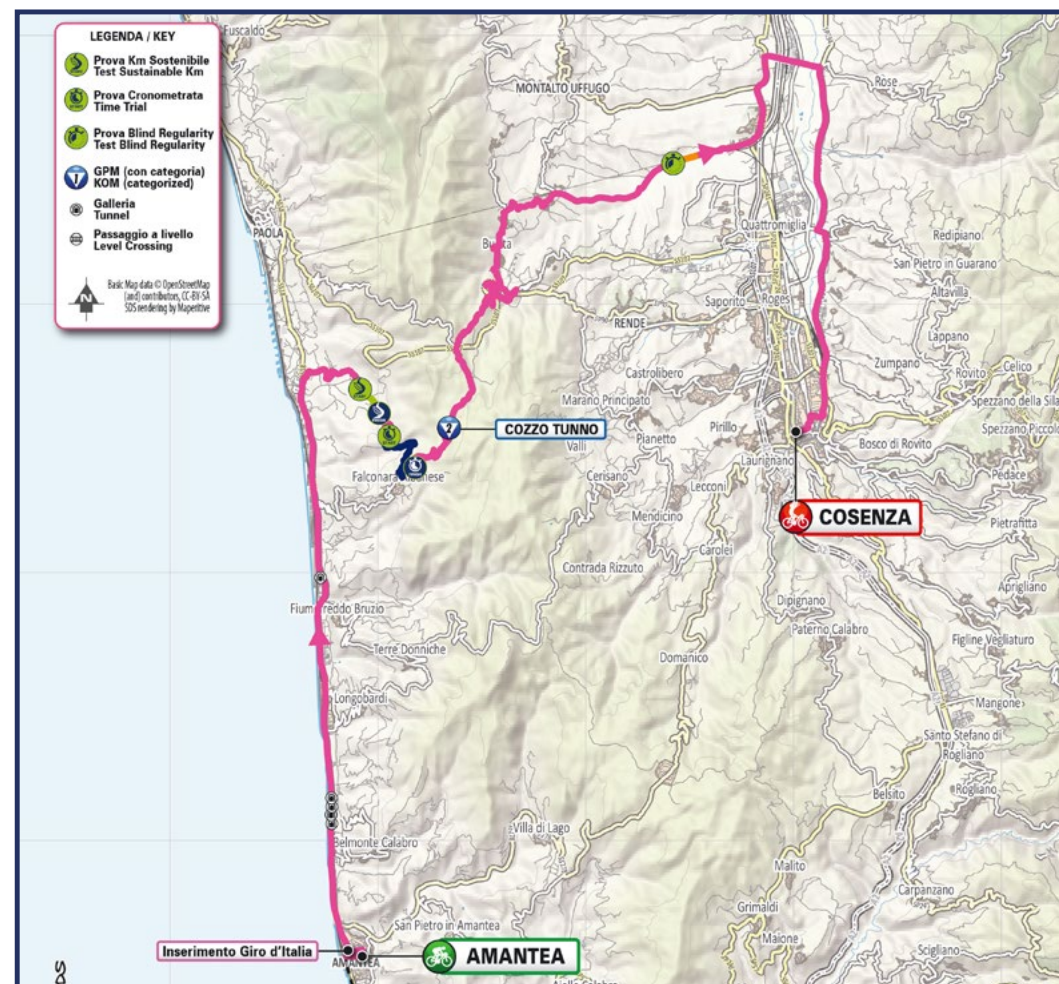 LEGENDA / KEY
Prova Km Sostenibile
Test Sustainable Km
Prova Cronometrata
Time Trial
Prova Blind Regularity
Test Blind Regularity
GPM (con categoria)
KOM (categorized)
Galleria
Tunnel
Passaggio a livello
Level Crossing
N
Basic Map data © OpenStreetMap
(and) contributors, CC-BY-SA
SDS rendering by Maperitive
Fuscaldo
MONTALTO UFFUGO
Rose
PAOLA
Quattromiglia
Redipiano
San Pietro in Guarano
Altavilla
Saporito
Roges
RENDE
Lappano
Zumpano
Rovito
Celico
Castrolibero
Spezzano della Sila
Marano Principato
2
COZZO TUNNO
Valli
Pianetto
Pirillo
Spezzano Piccolo
Bosco di Rovito
Laurignano
Falconara
Cerisano
Lecconi
Pedace
COSENZA
Mendicino
Pietrafitta
Carolei
Contrada Rizzuto
Aprigliano
Dipignano
Paterno Calabro
Figline Vegliaturo
Terre Donniche
Domanico
Longobardi
Mangone
Santo Stefano di
Rogliano
Belsito
Rogliano
Belmonte Calabro
Villa di Lago
Malito
Carpanzano
Grimaldi
San Pietro in Amantea
Maione
Scigliano
Inserimento Giro d'Italia
AMANTEA
AMANTEA
DS